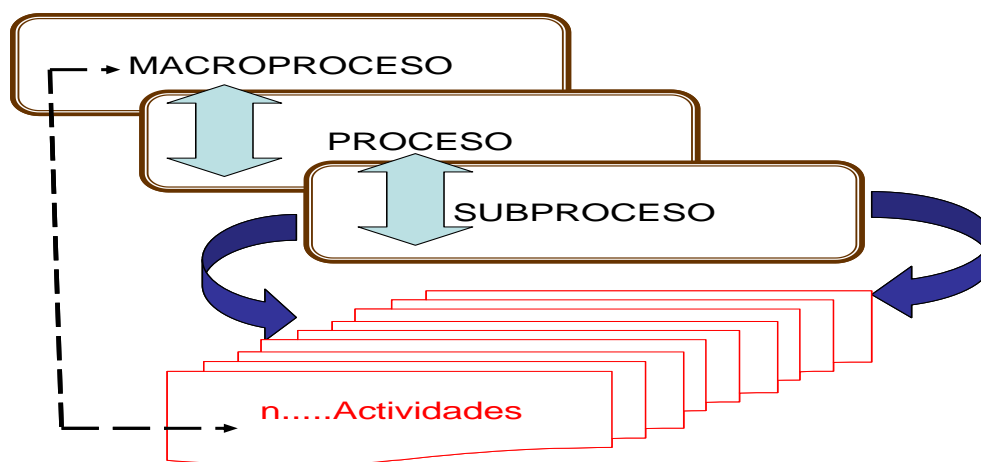 MACROPROCESO
PROCESO
SUBPROCESO
n.....Actividades